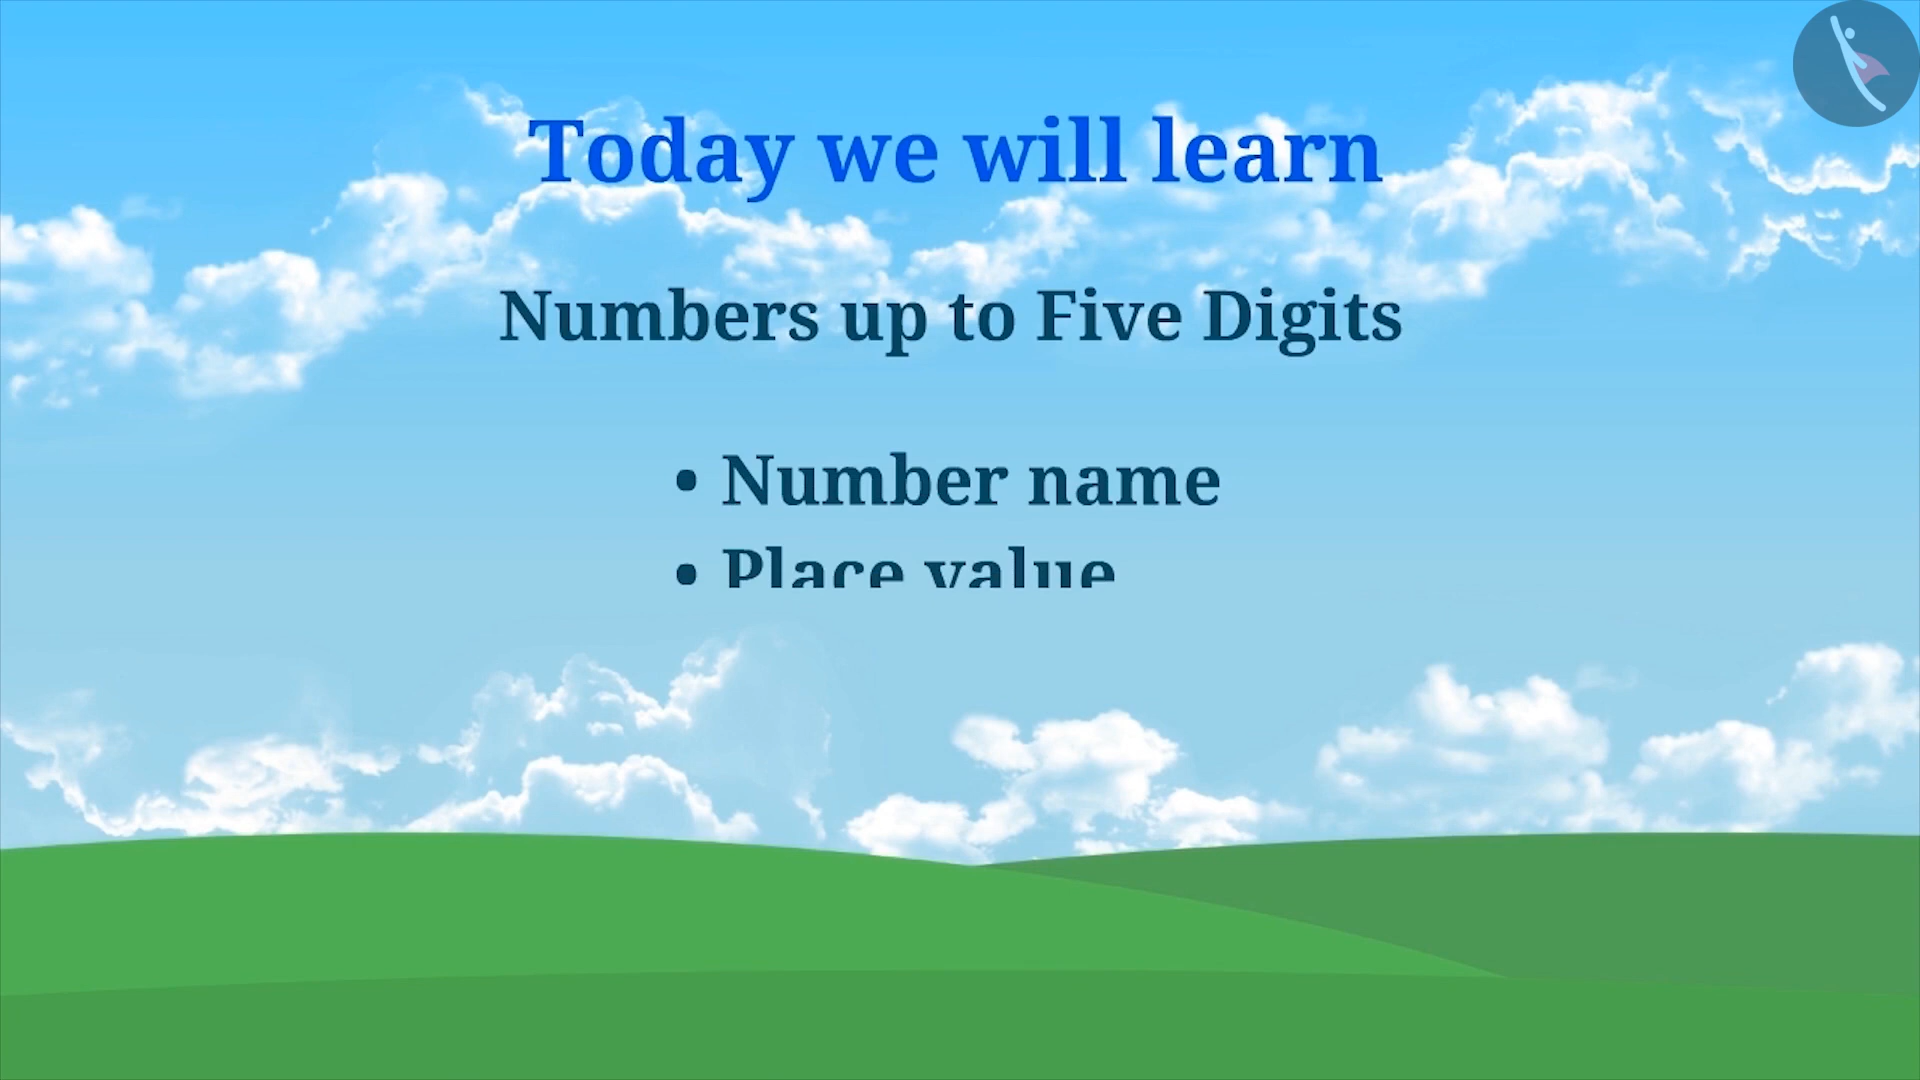 Today we will learn
Numbers up to Five Digits
• Number name
• Place value